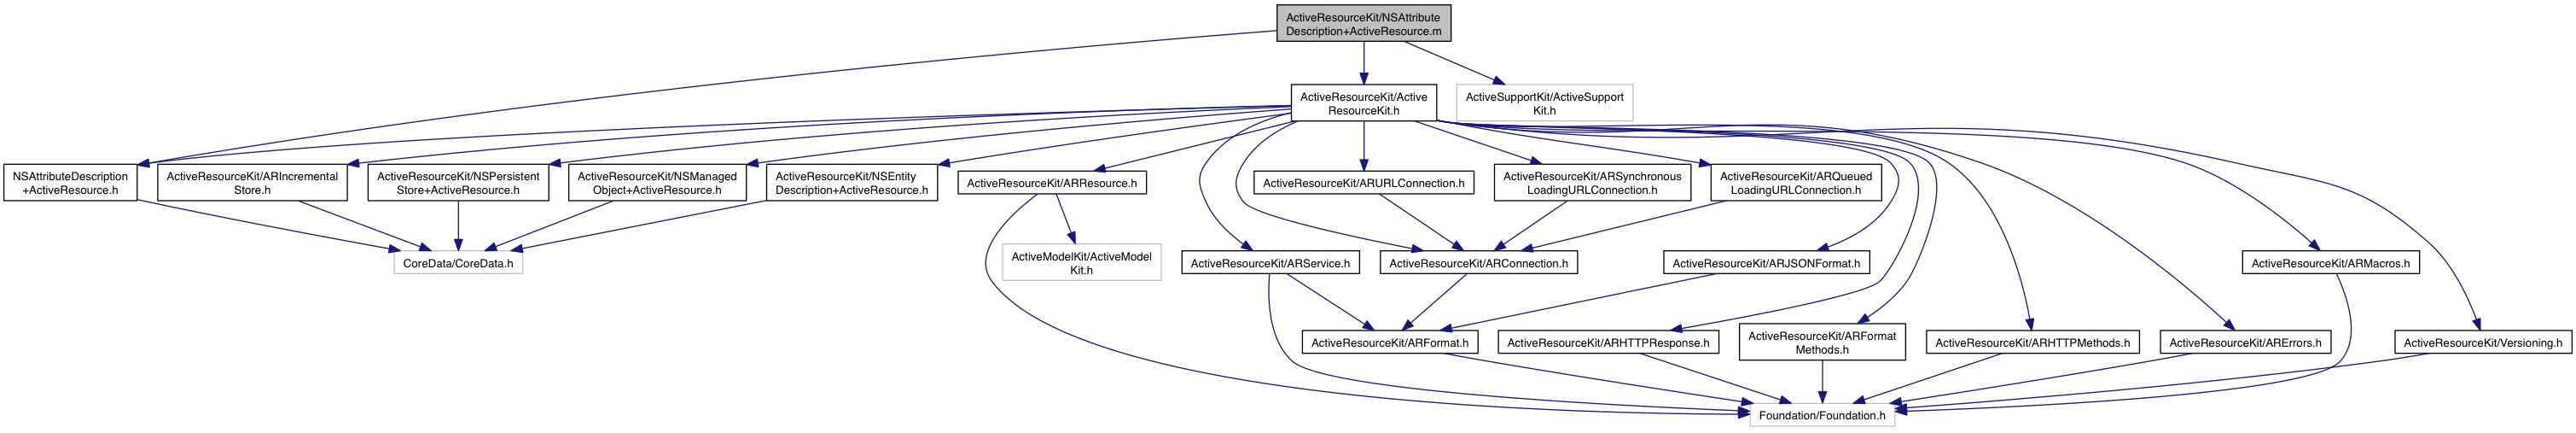 ActiveResourceKit/NSAttribute
Description+ActiveResource.m
ActiveResourceKit/Active
ResourceKit.h
ActiveSupportKit/ActiveSupport
Kit.h
NSAttributeDescription
+ActiveResource.h
ActiveResourceKit/ARIncremental
Store.h
ActiveResourceKit/NSPersistent
Store+ActiveResource.h
ActiveResourceKit/NSManaged
Object+ActiveResource.h
ActiveResourceKit/NSEntity
Description+ActiveResource.h
ActiveResourceKit/ARResource.h
ActiveResourceKit/ARURLConnection.h
ActiveResourceKit/ARSynchronous
LoadingURLConnection.h
ActiveResourceKit/ARQueued
LoadingURLConnection.h
CoreData/CoreData.h
ActiveModelKit/ActiveModel
Kit.h
ActiveResourceKit/ARService.h
ActiveResourceKit/ARConnection.h
ActiveResourceKit/ARJSONFormat.h
ActiveResourceKit/ARMacros.h
ActiveResourceKit/ARFormat.h
ActiveResourceKit/ARHTTPResponse.h
ActiveResourceKit/ARFormat
Methods.h
ActiveResourceKit/ARHTTPMethods.h
ActiveResourceKit/ARErrors.h
ActiveResourceKit/Versioning.h
Foundation/Foundation.h